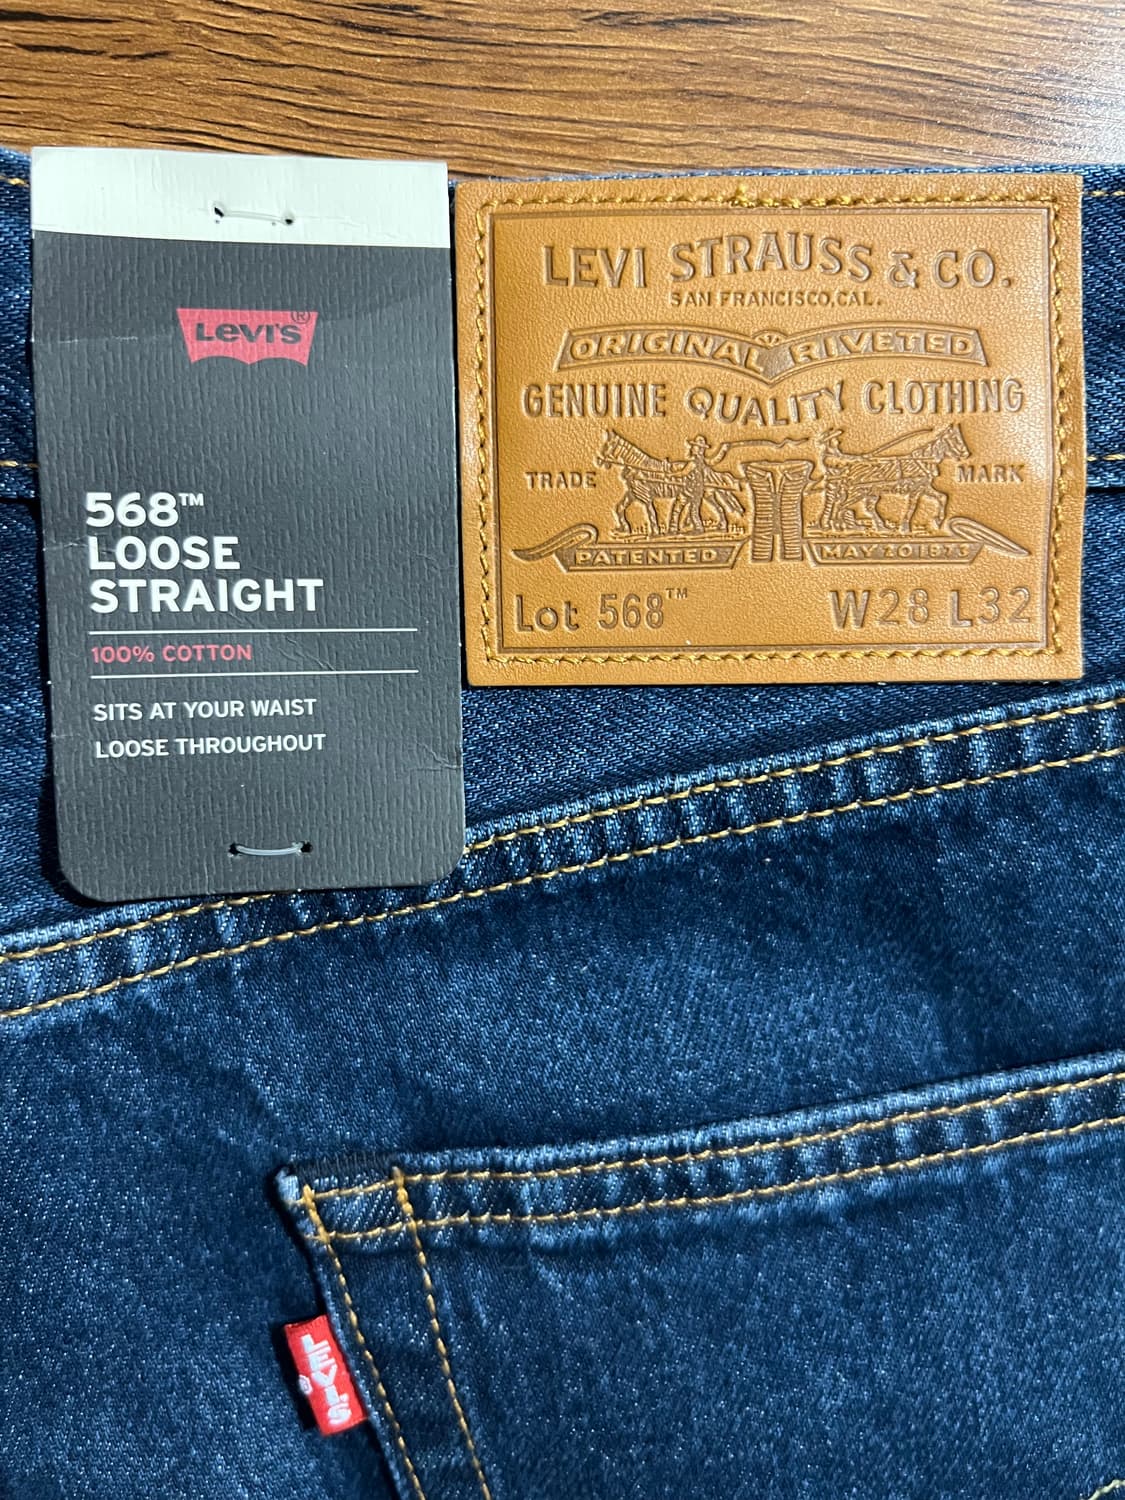 LEVI'S®
568™
LOOSE
STRAIGHT
100% COTTON
SITS AT YOUR WAIST
LOOSE THROUGHOUT
LEVI STRAUSS & CO.
SAN FRANCISCO, CAL.
ORIGINAL RIVETED
GENUINE QUALITY CLOTHING
TRADE MARK
PATENTED MAY 20 1873
Lot 568™ W28 L32
LEVI'S®